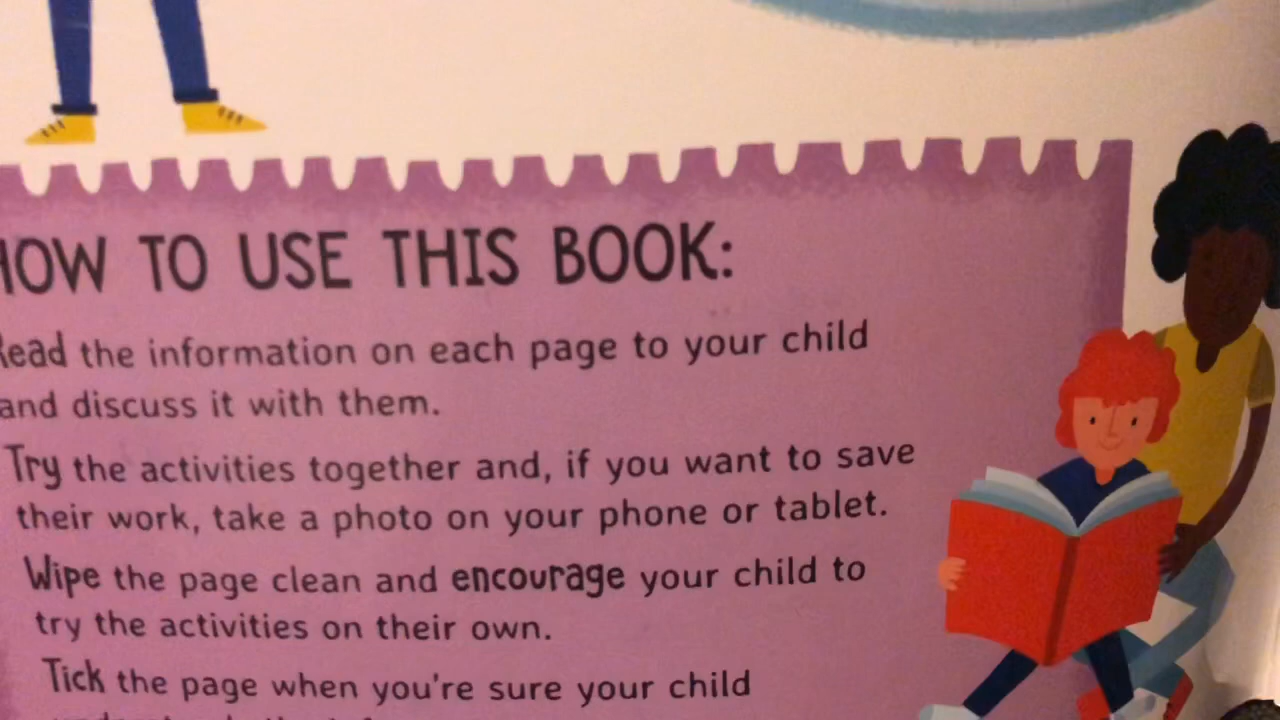 HOW TO USE THIS BOOK:
Read the information on each page to your child
and discuss it with them.
Try the activities together and, if you want to save
their work, take a photo on your phone or tablet.
Wipe the page clean and encourage your child to
try the activities on their own.
Tick the page when you're sure your child